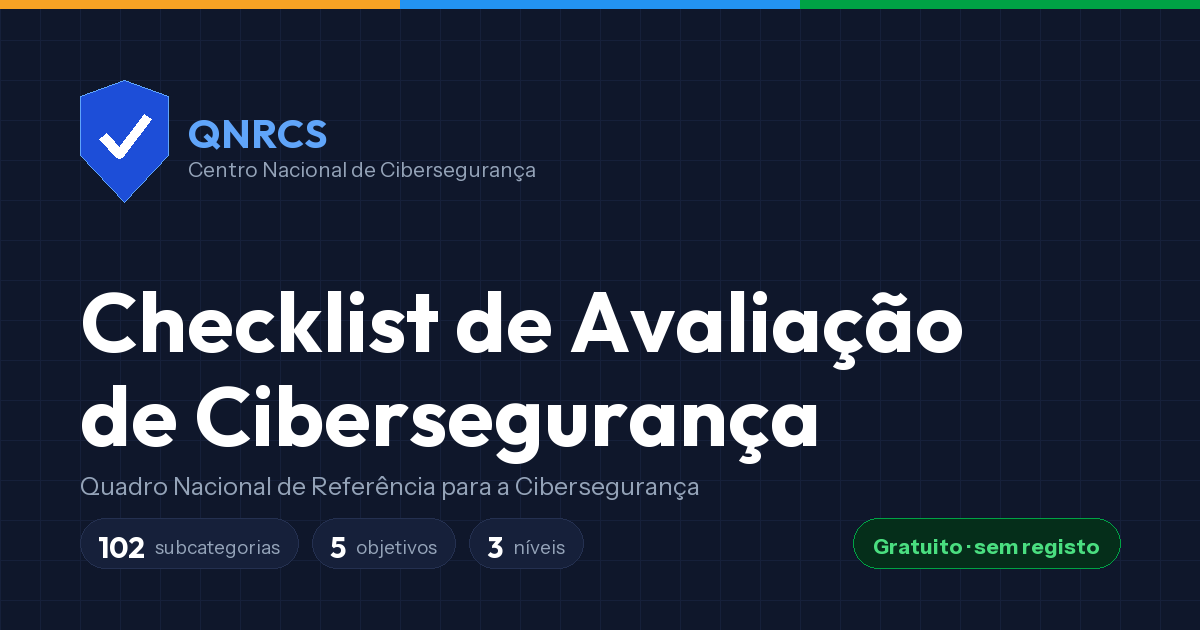 QNRCS
Centro Nacional de Cibersegurança
Checklist de Avaliação
de Cibersegurança
Quadro Nacional de Referência para a Cibersegurança
102 subcategorias
5 objetivos
3 níveis
Gratuito · sem registo